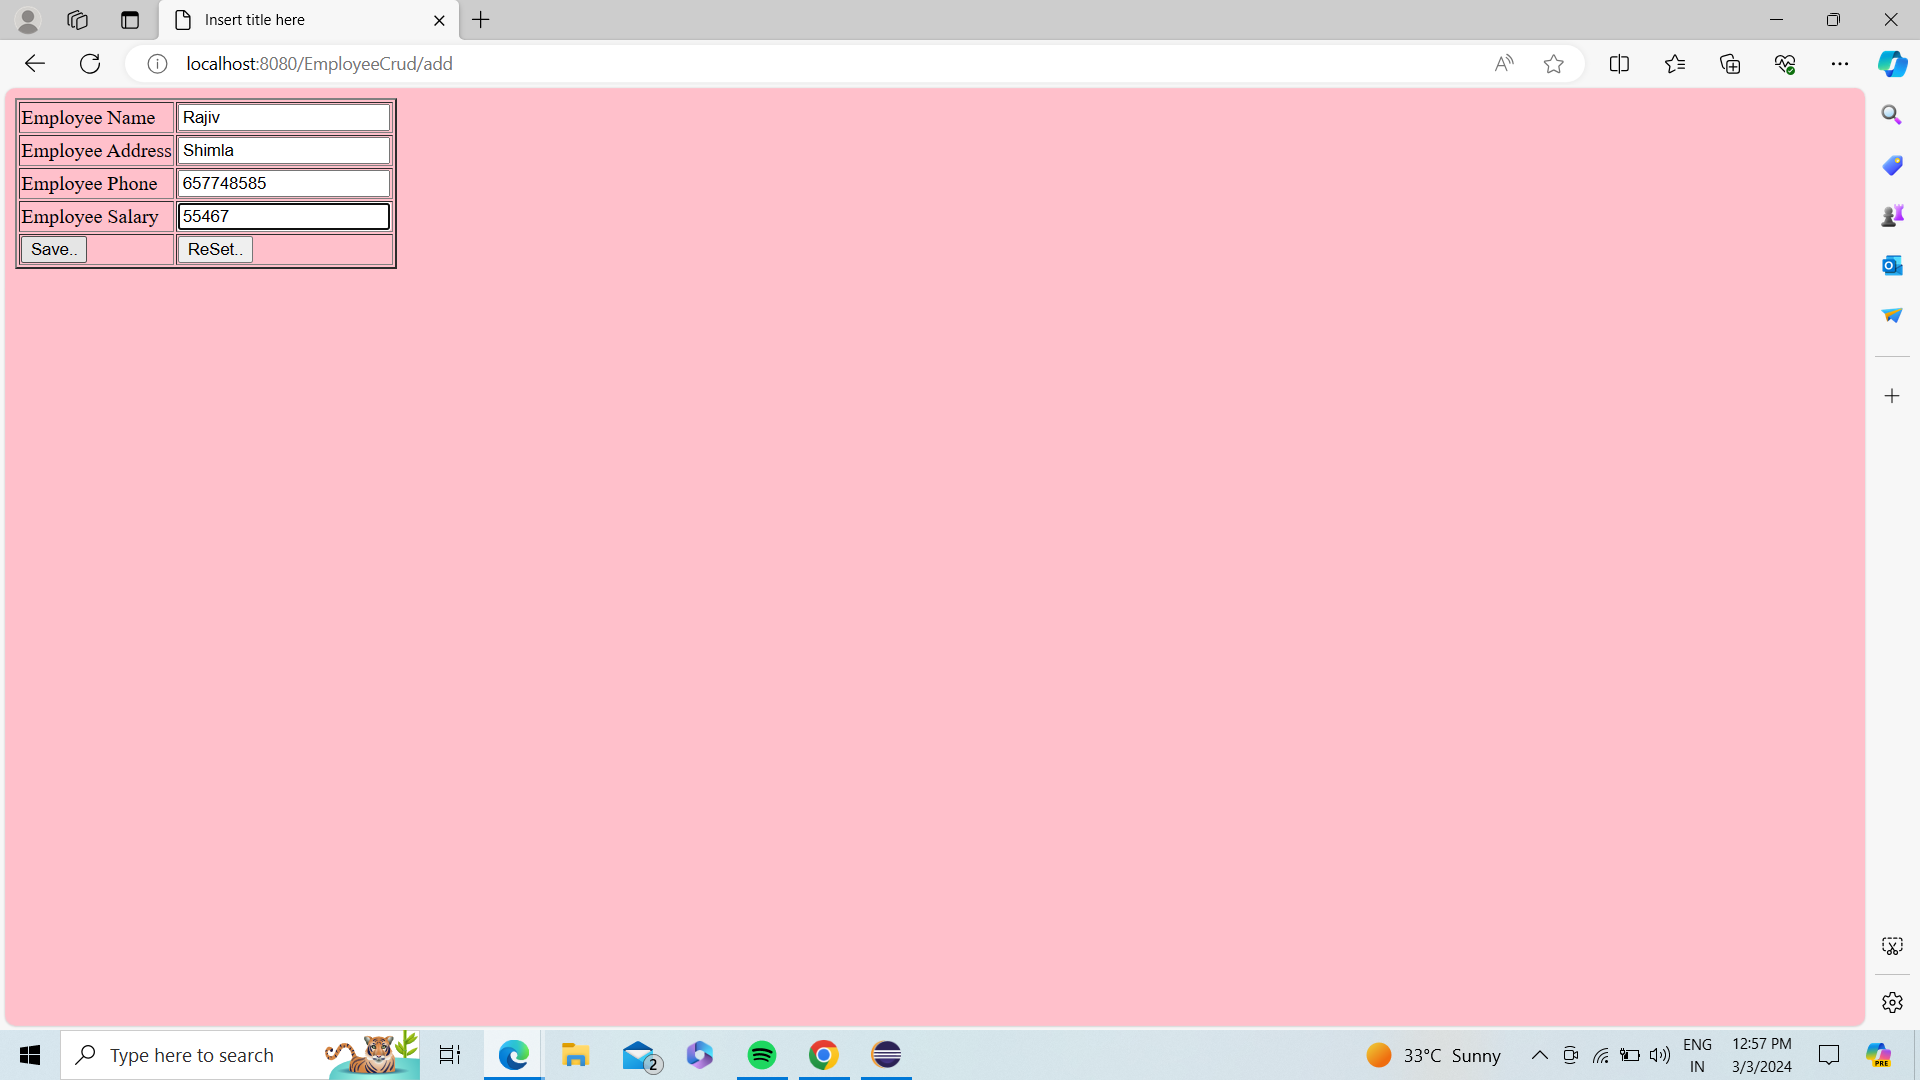 Insert title here
localhost:8080/EmployeeCrud/add
Employee Name Rajiv
Employee Address Shimla
Employee Phone 657748585
Employee Salary 55467
Save.. ReSet..
Type here to search
2
33°C Sunny
ENG
IN
12:57 PM
3/3/2024
PRE